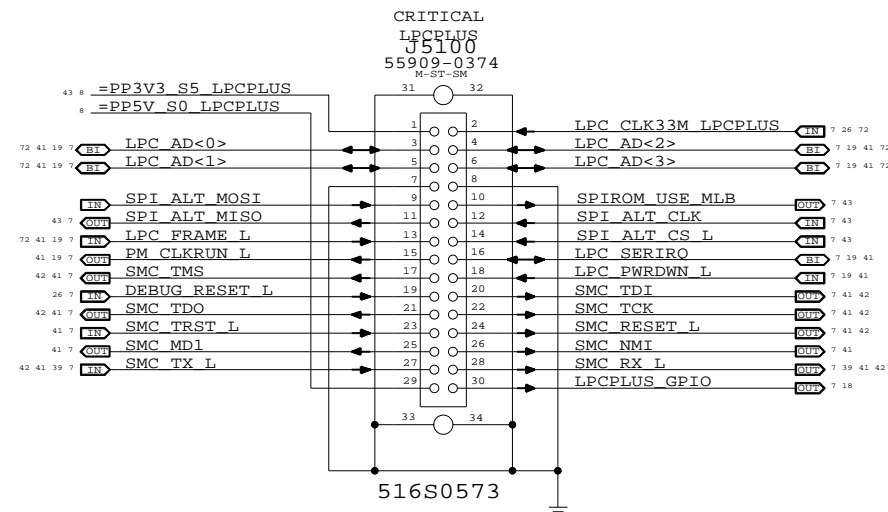 CRITICAL
LPCPLUS
J5100
55909-0374
M-ST-SM
31 32
43 8 =PP3V3_S5_LPCPLUS
8 =PP5V_S0_LPCPLUS
1 2 LPC_CLK33M_LPCPLUS IN 7 26 72
72 41 19 7 BI LPC_AD<0> 3 4 LPC_AD<2> BI 7 19 41 72
72 41 19 7 BI LPC_AD<1> 5 6 LPC_AD<3> BI 7 19 41 72
7 8
IN SPI_ALT_MOSI 9 10 SPIROM_USE_MLB OUT 7 43
43 7 OUT SPI_ALT_MISO 11 12 SPI_ALT_CLK IN 7 43
72 41 19 7 IN LPC_FRAME_L 13 14 SPI_ALT_CS_L IN 7 43
41 19 7 OUT PM_CLKRUN_L 15 16 LPC_SERIRQ BI 7 19 41
42 41 7 OUT SMC_TMS 17 18 LPC_PWRDWN_L IN 7 19 41
26 7 IN DEBUG_RESET_L 19 20 SMC_TDI OUT 7 41 42
42 41 7 OUT SMC_TDO 21 22 SMC_TCK OUT 7 41 42
41 7 IN SMC_TRST_L 23 24 SMC_RESET_L OUT 7 41 42
41 7 OUT SMC_MD1 25 26 SMC_NMI OUT 7 41
42 41 39 7 IN SMC_TX_L 27 28 SMC_RX_L OUT 7 39 41 42
29 30 LPCPLUS_GPIO OUT 7 18
33 34
516S0573